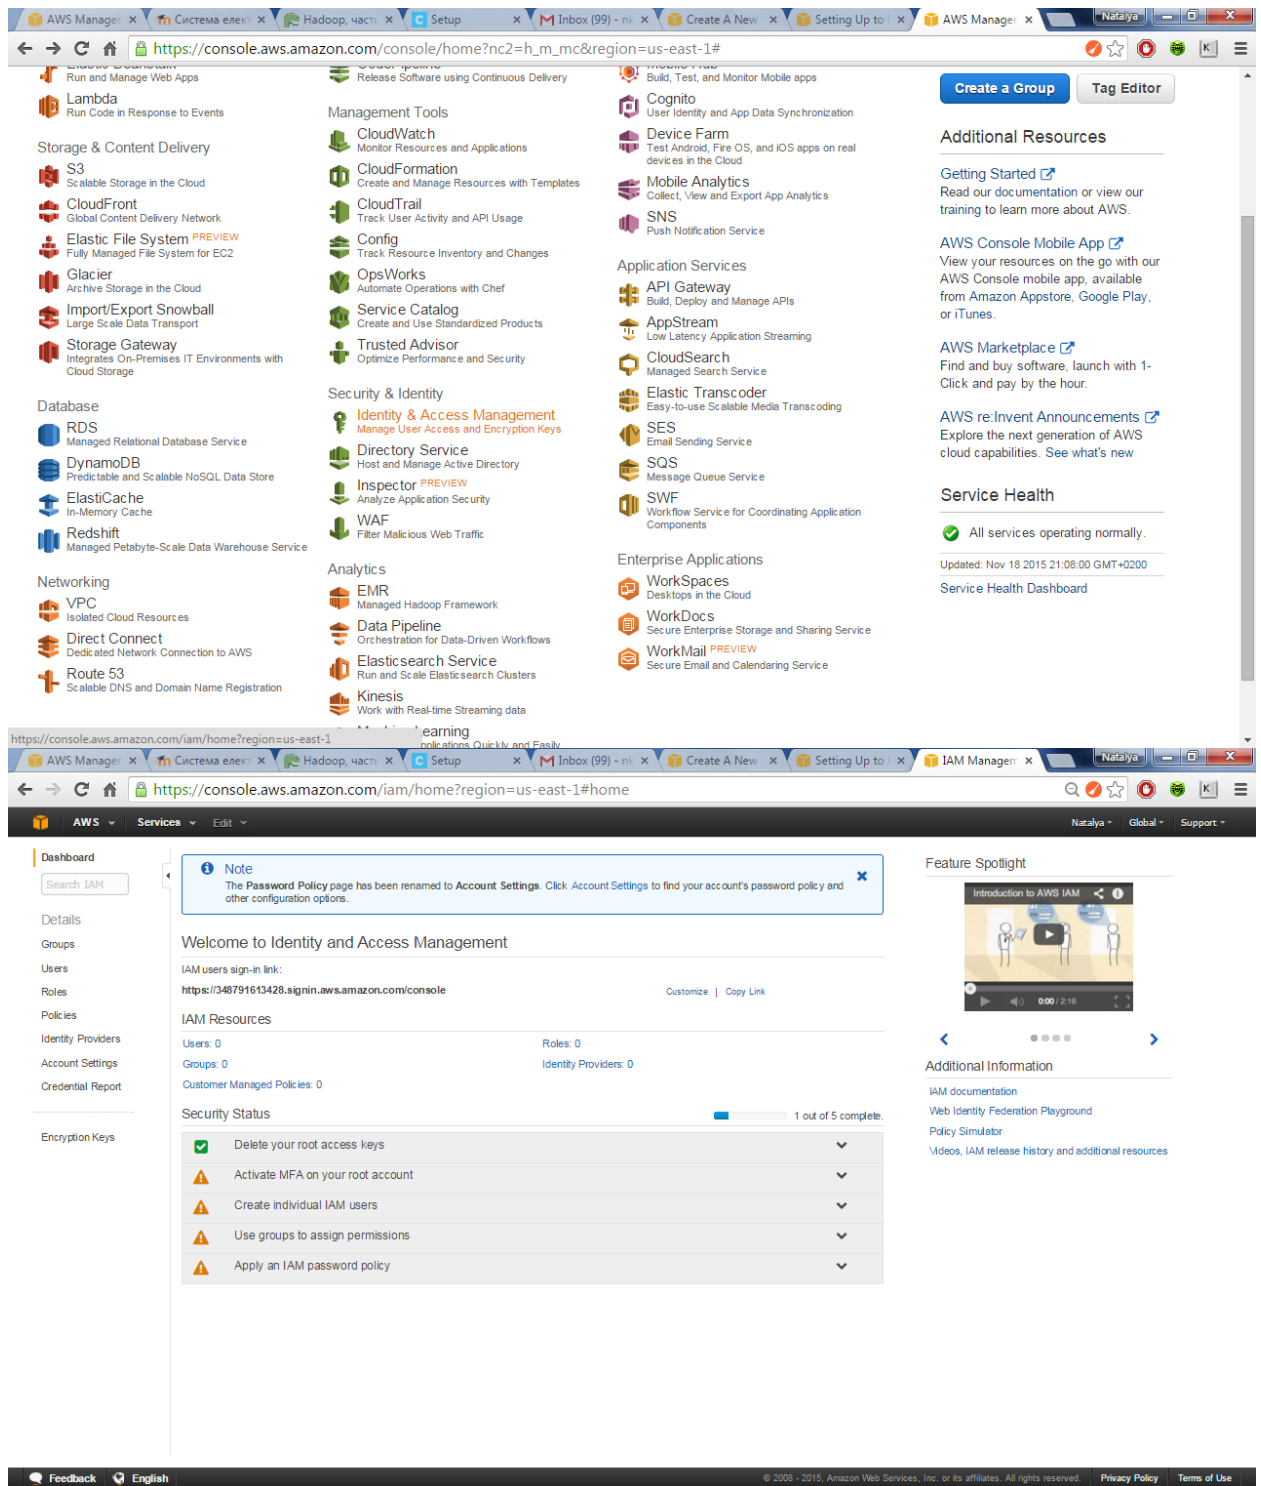 AWS Manager
Система елект
Hadoop, част
Setup
Inbox (99) - nk
Create A New
Setting Up to
AWS Manager
Natalya
https://console.aws.amazon.com/console/home?nc2=h_m_mc&region=us-east-1#
Elastic Beanstalk
Run and Manage Web Apps
Lambda
Run Code in Response to Events
Storage & Content Delivery
S3
Scalable Storage in the Cloud
CloudFront
Global Content Delivery Network
Elastic File System PREVIEW
Fully Managed File System for EC2
Glacier
Archive Storage in the Cloud
Import/Export Snowball
Large Scale Data Transport
Storage Gateway
Integrates On-Premises IT Environments with
Cloud Storage
Database
RDS
Managed Relational Database Service
DynamoDB
Predictable and Scalable NoSQL Data Store
ElastiCache
In-Memory Cache
Redshift
Managed Petabyte-Scale Data Warehouse Service
Networking
VPC
Isolated Cloud Resources
Direct Connect
Dedicated Network Connection to AWS
Route 53
Scalable DNS and Domain Name Registration
CodePipeline
Release Software using Continuous Delivery
Management Tools
CloudWatch
Monitor Resources and Applications
CloudFormation
Create and Manage Resources with Templates
CloudTrail
Track User Activity and API Usage
Config
Track Resource Inventory and Changes
OpsWorks
Automate Operations with Chef
Service Catalog
Create and Use Standardized Products
Trusted Advisor
Optimize Performance and Security
Security & Identity
Identity & Access Management
Manage User Access and Encryption Keys
Directory Service
Host and Manage Active Directory
Inspector PREVIEW
Analyze Application Security
WAF
Filter Malicious Web Traffic
Analytics
EMR
Managed Hadoop Framework
Data Pipeline
Orchestration for Data-Driven Workflows
Elasticsearch Service
Run and Scale Elasticsearch Clusters
Kinesis
Work with Real-time Streaming data
Machine Learning
Applications Quickly and Easily
Mobile Hub
Build, Test, and Monitor Mobile apps
Cognito
User Identity and App Data Synchronization
Device Farm
Test Android, Fire OS, and iOS apps on real
devices in the Cloud
Mobile Analytics
Collect, View and Export App Analytics
SNS
Push Notification Service
Application Services
API Gateway
Build, Deploy and Manage APIs
AppStream
Low Latency Application Streaming
CloudSearch
Managed Search Service
Elastic Transcoder
Easy-to-use Scalable Media Transcoding
SES
Email Sending Service
SQS
Message Queue Service
SWF
Workflow Service for Coordinating Application
Components
Enterprise Applications
WorkSpaces
Desktops in the Cloud
WorkDocs
Secure Enterprise Storage and Sharing Service
WorkMail PREVIEW
Secure Email and Calendaring Service
Create a Group
Tag Editor
Additional Resources
Getting Started
Read our documentation or view our
training to learn more about AWS.
AWS Console Mobile App
View your resources on the go with our
AWS Console mobile app, available
from Amazon Appstore, Google Play,
or iTunes.
AWS Marketplace
Find and buy software, launch with 1-
Click and pay by the hour.
AWS re:Invent Announcements
Explore the next generation of AWS
cloud capabilities. See what's new
Service Health
All services operating normally.
Updated: Nov 18 2015 21:08:00 GMT+0200
Service Health Dashboard
https://console.aws.amazon.com/iam/home?region=us-east-1
AWS Manager
Система елект
Hadoop, част
Setup
Inbox (99) - nk
Create A New
Setting Up to
IAM Managem
Natalya
https://console.aws.amazon.com/iam/home?region=us-east-1#home
AWS
Services
Edit
Natalya
Global
Support
Dashboard
Search IAM
Details
Groups
Users
Roles
Policies
Identity Providers
Account Settings
Credential Report
Encryption Keys
Note
The Password Policy page has been renamed to Account Settings. Click Account Settings to find your account's password policy and
other configuration options.
Welcome to Identity and Access Management
IAM users sign-in link:
https://348791613428.signin.aws.amazon.com/console
Customize | Copy Link
IAM Resources
Users: 0
Roles: 0
Groups: 0
Identity Providers: 0
Customer Managed Policies: 0
Security Status
1 out of 5 complete.
Delete your root access keys
Activate MFA on your root account
Create individual IAM users
Use groups to assign permissions
Apply an IAM password policy
Feature Spotlight
Introduction to AWS IAM
0:00 / 2:16
Additional Information
IAM documentation
Web Identity Federation Playground
Policy Simulator
Videos, IAM release history and additional resources
Feedback
English
© 2008 - 2015, Amazon Web Services, Inc. or its affiliates. All rights reserved.
Privacy Policy
Terms of Use